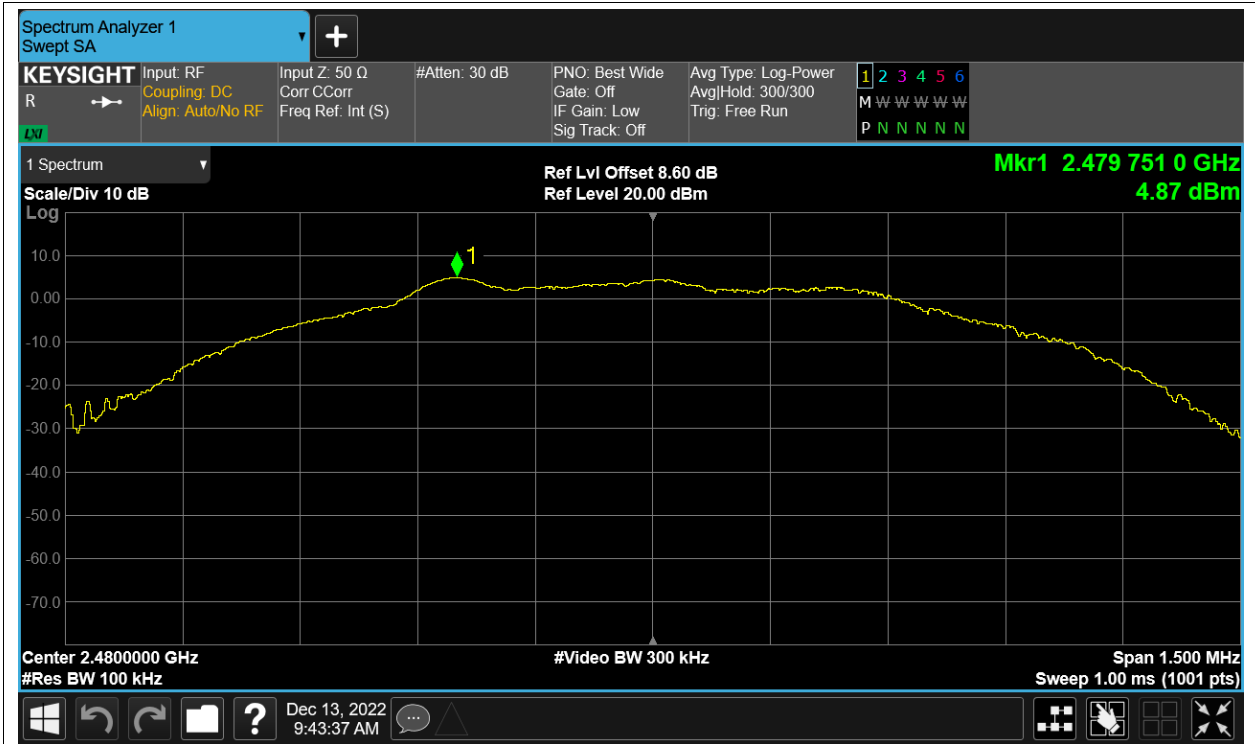 Spectrum Analyzer 1
Swept SA
+
KEYSIGHT
R
LXI
Input: RF
Coupling: DC
Align: Auto/No RF
Input Z: 50 Ω
Corr CCorr
Freq Ref: Int (S)
#Atten: 30 dB
PNO: Best Wide
Gate: Off
IF Gain: Low
Sig Track: Off
Avg Type: Log-Power
Avg|Hold: 300/300
Trig: Free Run
1 2 3 4 5 6
M W W W W W W
P N N N N N N
1 Spectrum
Scale/Div 10 dB
Log
Ref Lvl Offset 8.60 dB
Ref Level 20.00 dBm
Mkr1 2.479 751 0 GHz
4.87 dBm
1
10.0
0.00
-10.0
-20.0
-30.0
-40.0
-50.0
-60.0
-70.0
Center 2.4800000 GHz
#Res BW 100 kHz
#Video BW 300 kHz
Span 1.500 MHz
Sweep 1.00 ms (1001 pts)
?
Dec 13, 2022
9:43:37 AM